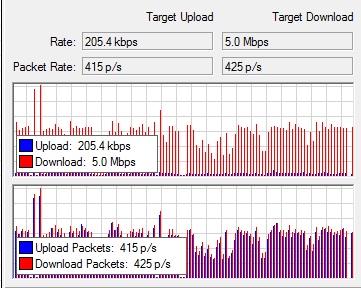 Target Upload Target Download
Rate: 205.4 kbps 5.0 Mbps
Packet Rate: 415 p/s 425 p/s
Upload: 205.4 kbps
Download: 5.0 Mbps
Upload Packets: 415 p/s
Download Packets: 425 p/s